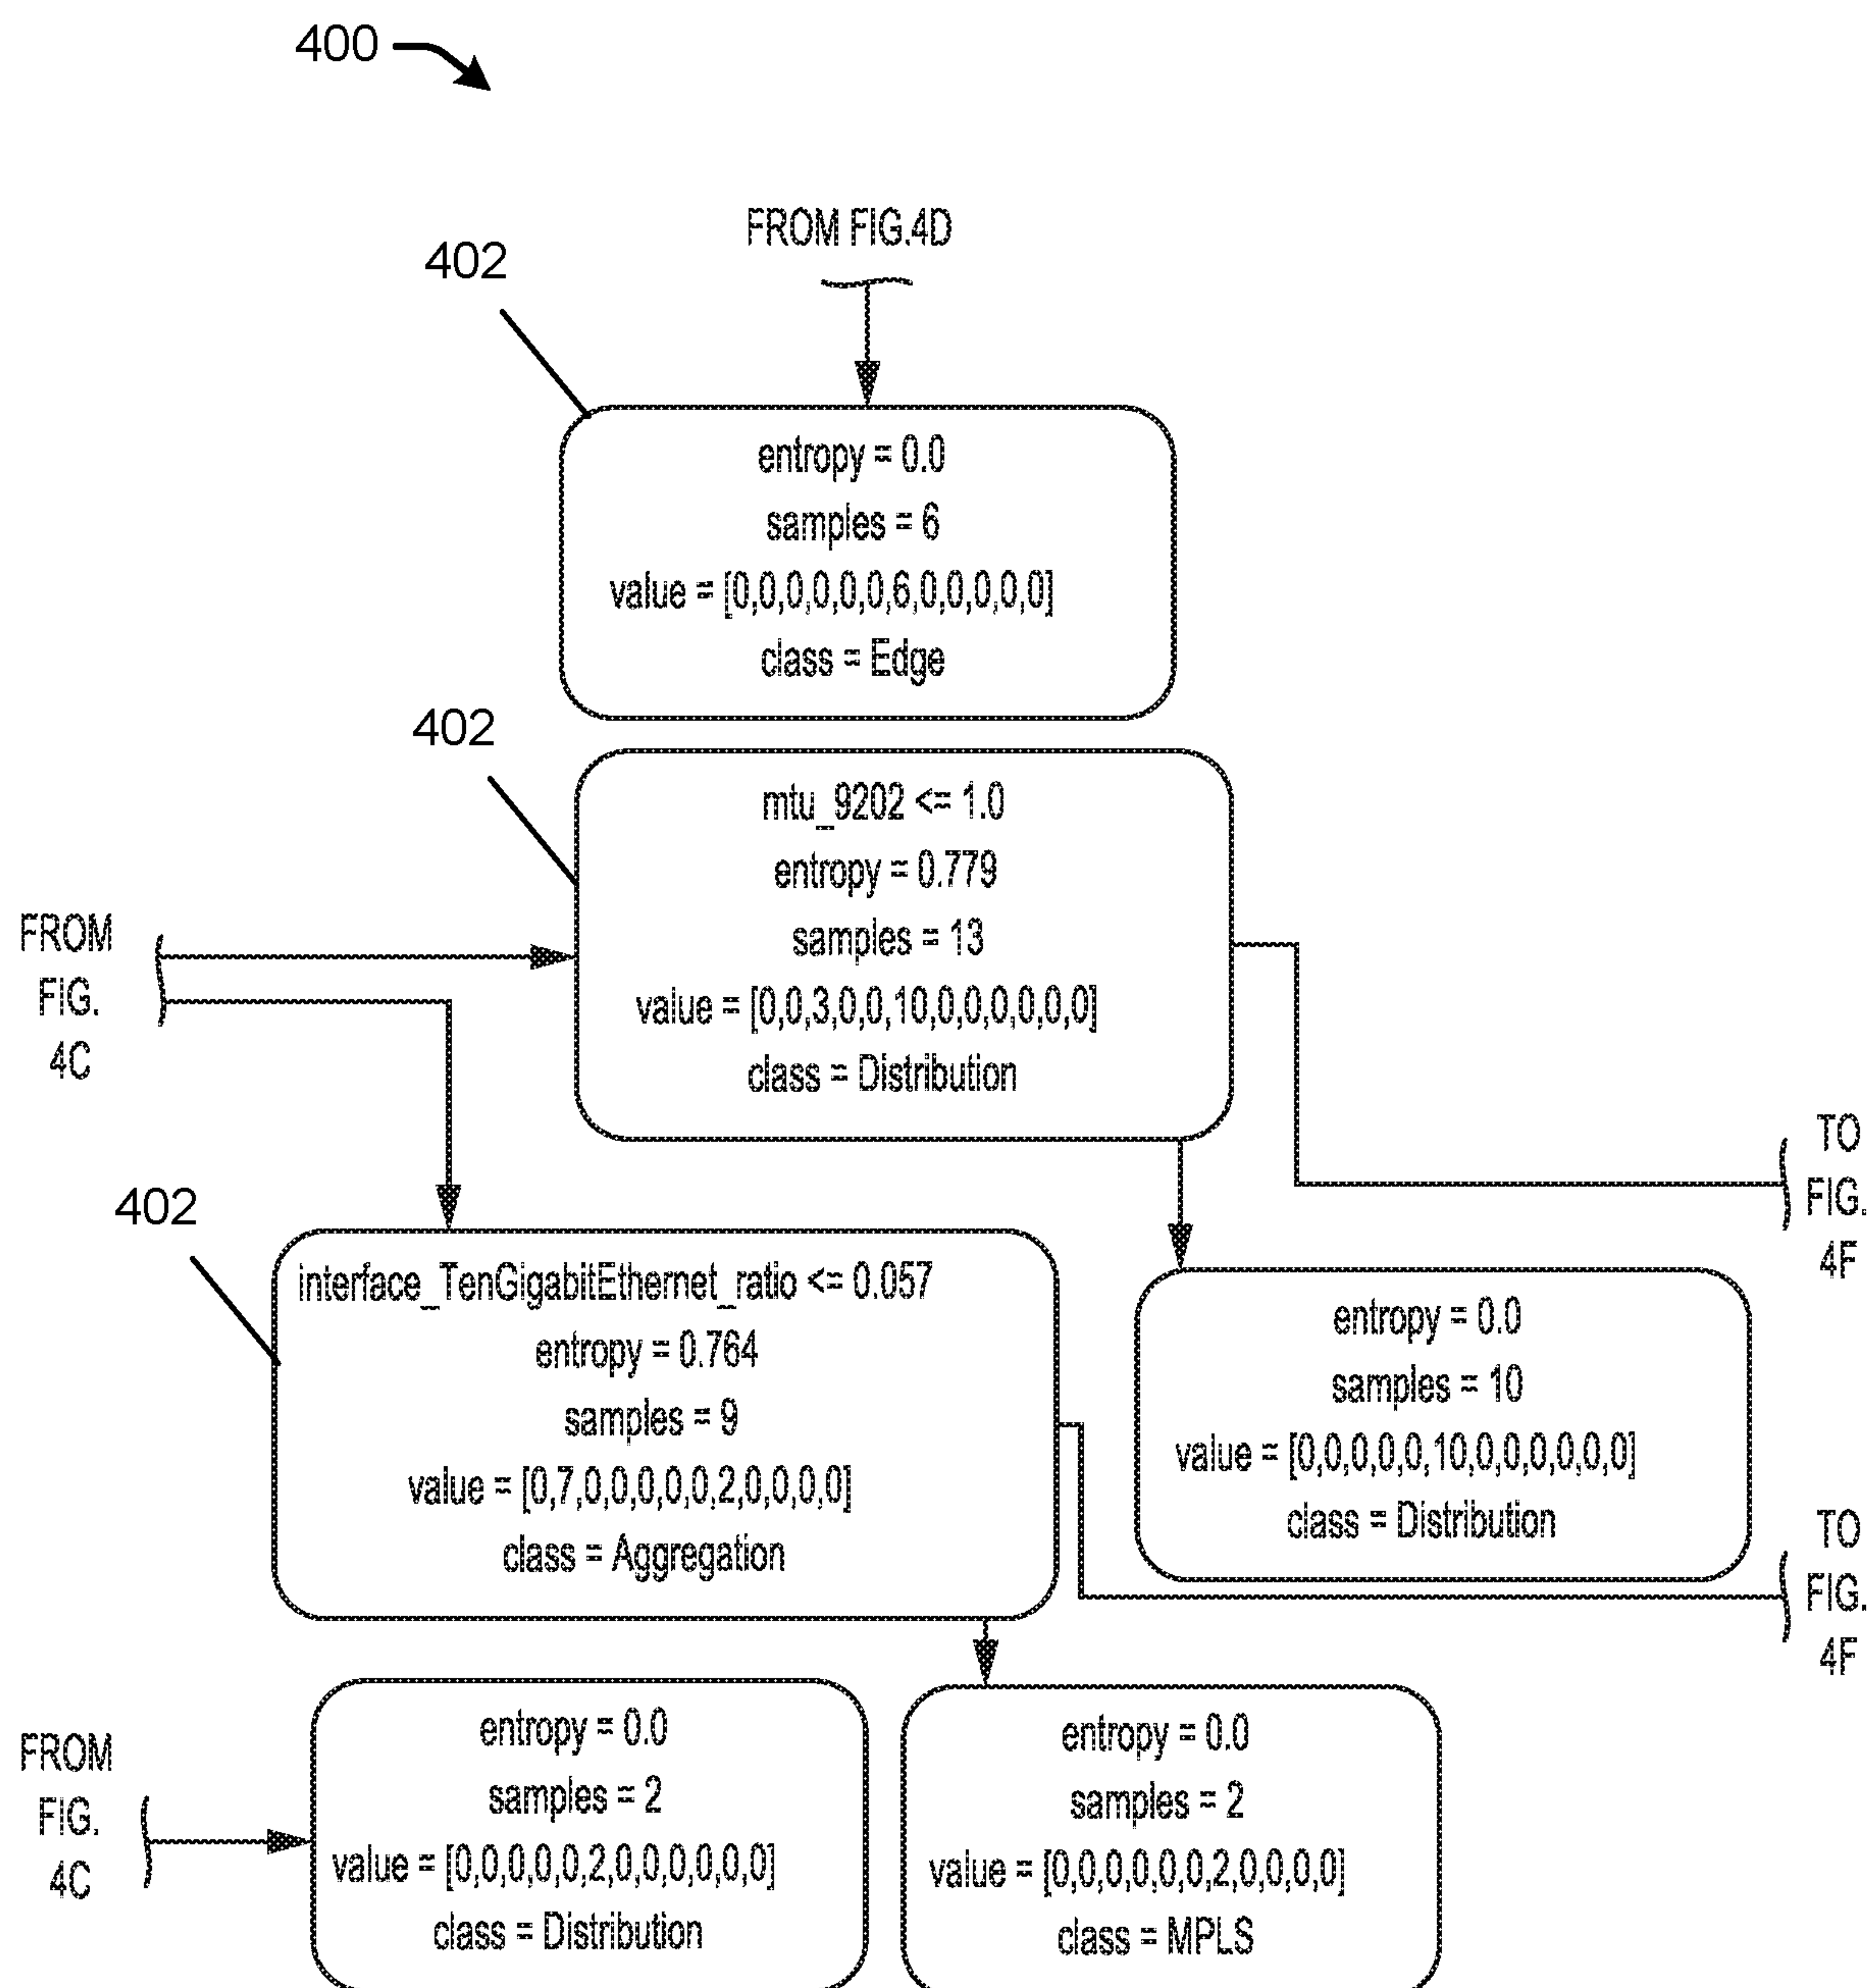 400
FROM FIG.4D
402
entropy = 0.0
samples = 6
value = [0,0,0,0,0,0,6,0,0,0,0,0]
class = Edge
402
mtu_9202 <= 1.0
entropy = 0.779
samples = 13
value = [0,0,3,0,0,10,0,0,0,0,0,0]
class = Distribution
FROM
FIG.
4C
TO
FIG.
4F
402
interface_TenGigabitEthernet_ratio <= 0.057
entropy = 0.764
samples = 9
value = [0,7,0,0,0,0,0,2,0,0,0,0]
class = Aggregation
entropy = 0.0
samples = 10
value = [0,0,0,0,0,10,0,0,0,0,0,0]
class = Distribution
TO
FIG.
4F
FROM
FIG.
4C
entropy = 0.0
samples = 2
value = [0,0,0,0,0,2,0,0,0,0,0,0]
class = Distribution
entropy = 0.0
samples = 2
value = [0,0,0,0,0,0,2,0,0,0,0]
class = MPLS